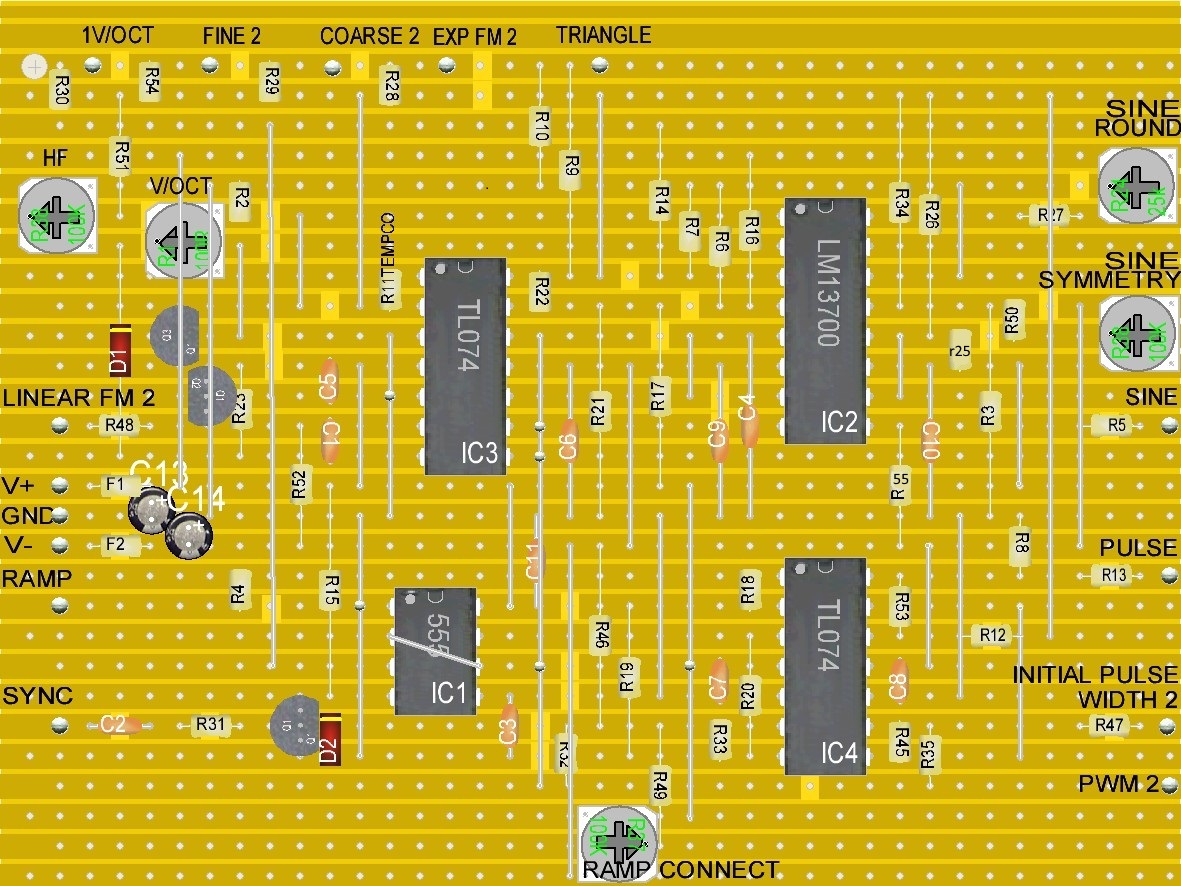 1V/OCT FINE 2 COARSE 2 EXP FM 2 TRIANGLE
R30 R54 R29 R28
R10
SINE
ROUND
HF R51 R9
V/OCT R2 R14 R34 R26 R27 25k
100K R7 R6 R16
100R
R11TEMPCO
SINE
SYMMETRY
TL074 R22 LM13700
R50
100K
D1 r25
LINEAR FM 2 C5 R17 SINE
R48 R23 C1 C6 R21 C9 C4 IC2 C10 R3 R5
IC3
V+ F1 C13 R52 R55
GND C14
V- F2 C11 R8 PULSE
RAMP R4 R15 R18 R53 R13
555 R46 TL074 R12
IC1 R19 C7 R20 C8 INITIAL PULSE
WIDTH 2
SYNC
C2 R31 Q1 D2 C3 R32 R33 IC4 R45 R35 R47
R49 PWM 2
100K
RAMP CONNECT